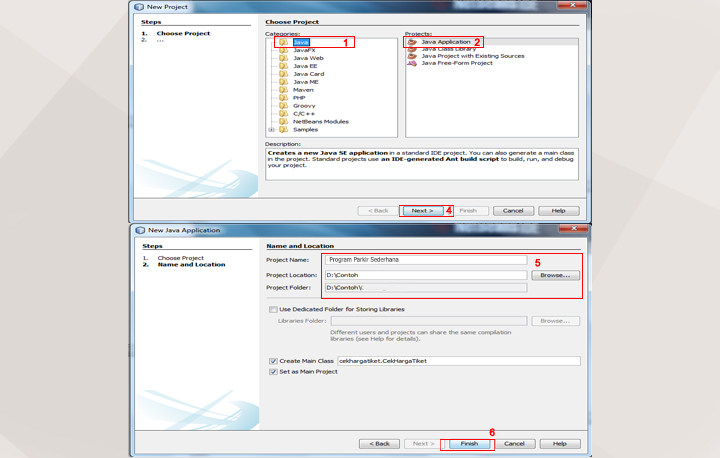 New Project
Steps
1. Choose Project
2. ...
Choose Project
Categories:
Java
1
JavaFX
Java Web
Java EE
Java Card
Java ME
Maven
PHP
Groovy
C/C++
NetBeans Modules
Samples
Projects:
Java Application
2
Java Class Library
Java Project with Existing Sources
Java Free-Form Project
Description:
Creates a new Java SE application in a standard IDE project. You can also generate a main class
in the project. Standard projects use an IDE-generated Ant build script to build, run, and debug
your project.
< Back
Next >
4
Finish
Cancel
Help
New Java Application
Steps
1. Choose Project
2. Name and Location
Name and Location
Project Name:
Program Parkir Sederhana
5
Project Location:
D:\Contoh
Browse...
Project Folder:
D:\Contoh\
Use Dedicated Folder for Storing Libraries
Libraries Folder:
Browse...
Different users and projects can share the same compilation
libraries (see Help for details).
Create Main Class
cekhargatiket.CekHargaTiket
Set as Main Project
6
< Back
Next >
Finish
Cancel
Help